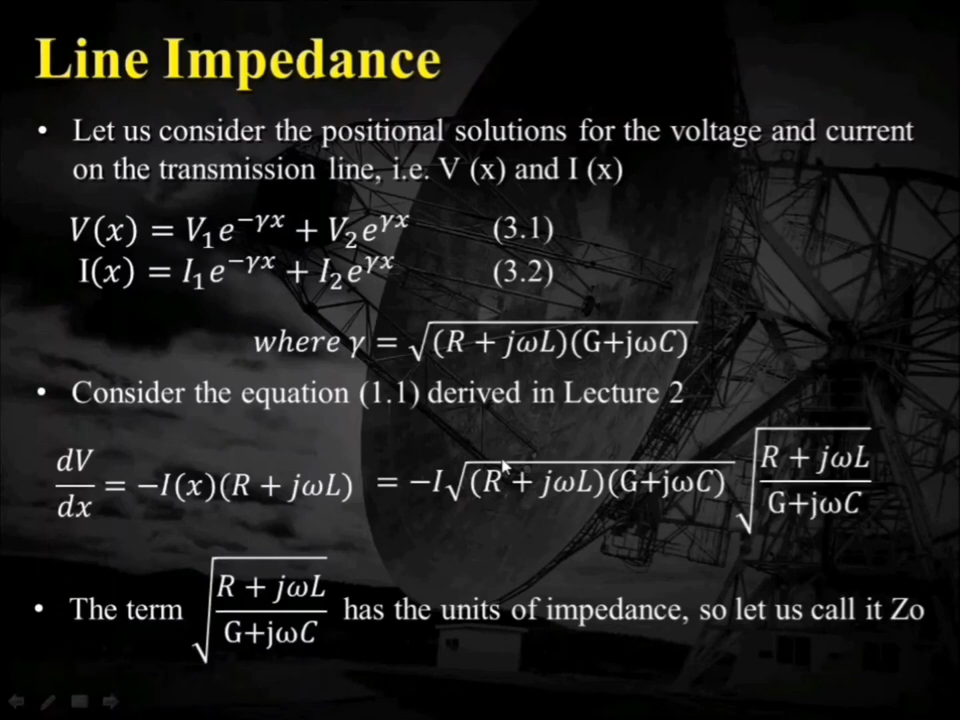 Line Impedance
• Let us consider the positional solutions for the voltage and current
on the transmission line, i.e. V (x) and I (x)
V(x) = V₁e^{−γx} + V₂e^{γx} (3.1)
I(x) = I₁e^{−γx} + I₂e^{γx} (3.2)
where γ = √((R + jωL)(G+jωC))
• Consider the equation (1.1) derived in Lecture 2
dV/dx = −I(x)(R + jωL) = −I√((R + jωL)(G+jωC)) √((R + jωL)/(G+jωC))
• The term √((R + jωL)/(G+jωC)) has the units of impedance, so let us call it Zo